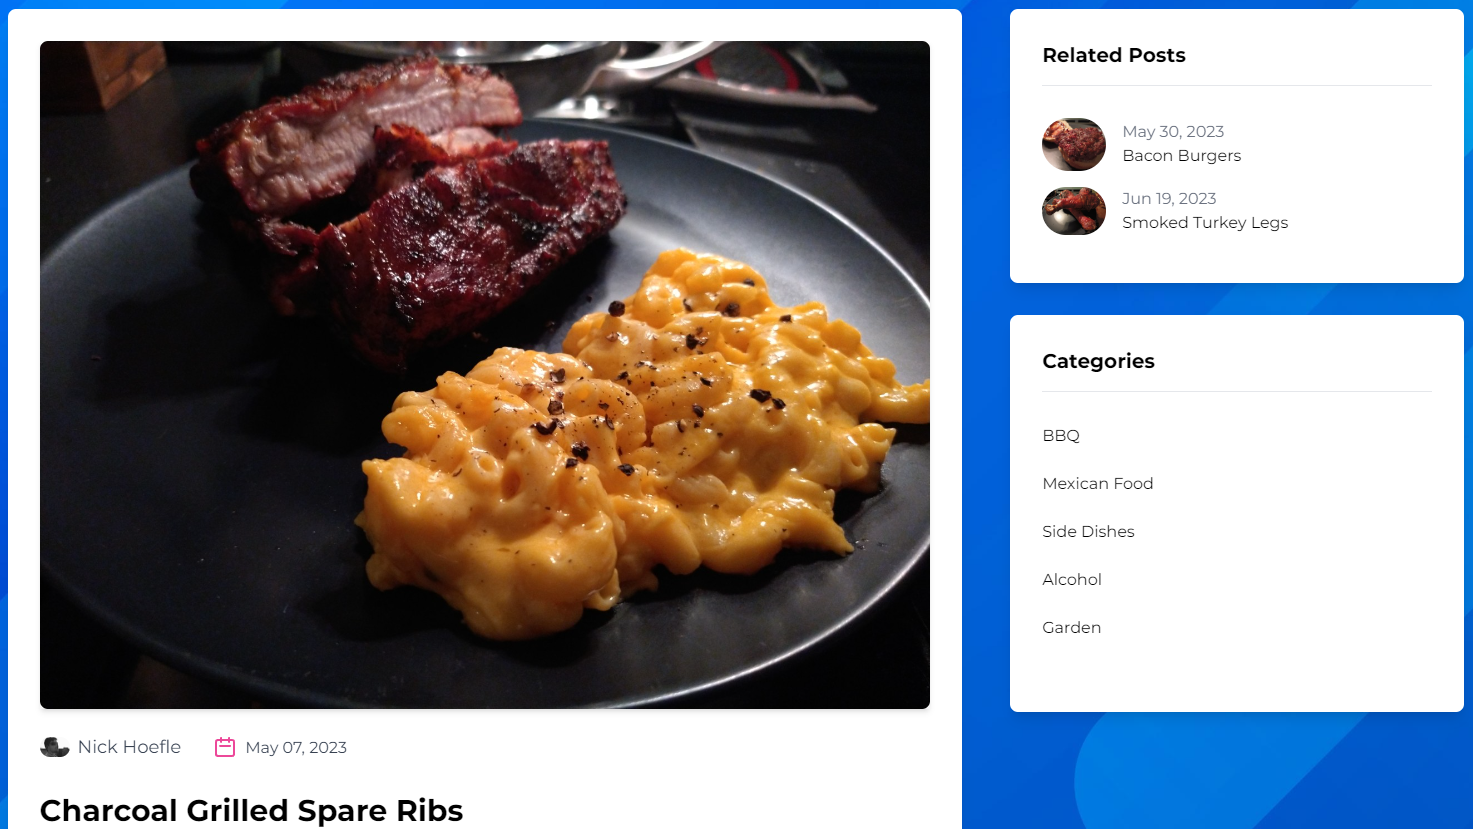 Nick Hoefle
May 07, 2023
Charcoal Grilled Spare Ribs
Related Posts
May 30, 2023
Bacon Burgers
Jun 19, 2023
Smoked Turkey Legs
Categories
BBQ
Mexican Food
Side Dishes
Alcohol
Garden